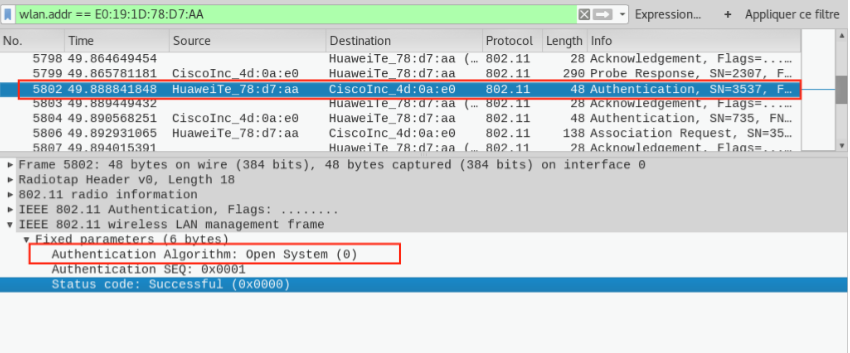 wlan.addr == E0:19:1D:78:D7:AA Expression... + Appliquer ce filtre
No. Time Source Destination Protocol Length Info
5798 49.864649454 HuaweiTe_78:d7:aa (… 802.11 28 Acknowledgement, Flags=...…
5799 49.865781181 CiscoInc_4d:0a:e0 HuaweiTe_78:d7:aa 802.11 290 Probe Response, SN=2307, F…
5802 49.888841848 HuaweiTe_78:d7:aa CiscoInc_4d:0a:e0 802.11 48 Authentication, SN=3537, F…
5803 49.889449432 HuaweiTe_78:d7:aa (… 802.11 28 Acknowledgement, Flags=...…
5804 49.890568251 CiscoInc_4d:0a:e0 HuaweiTe_78:d7:aa 802.11 48 Authentication, SN=735, FN…
5806 49.892931065 HuaweiTe_78:d7:aa CiscoInc_4d:0a:e0 802.11 138 Association Request, SN=35…
5807 49.894015391 HuaweiTe_78:d7:aa (… 802.11 28 Acknowledgement, Flags=...…
Frame 5802: 48 bytes on wire (384 bits), 48 bytes captured (384 bits) on interface 0
Radiotap Header v0, Length 18
802.11 radio information
IEEE 802.11 Authentication, Flags: ........
IEEE 802.11 wireless LAN management frame
Fixed parameters (6 bytes)
Authentication Algorithm: Open System (0)
Authentication SEQ: 0x0001
Status code: Successful (0x0000)